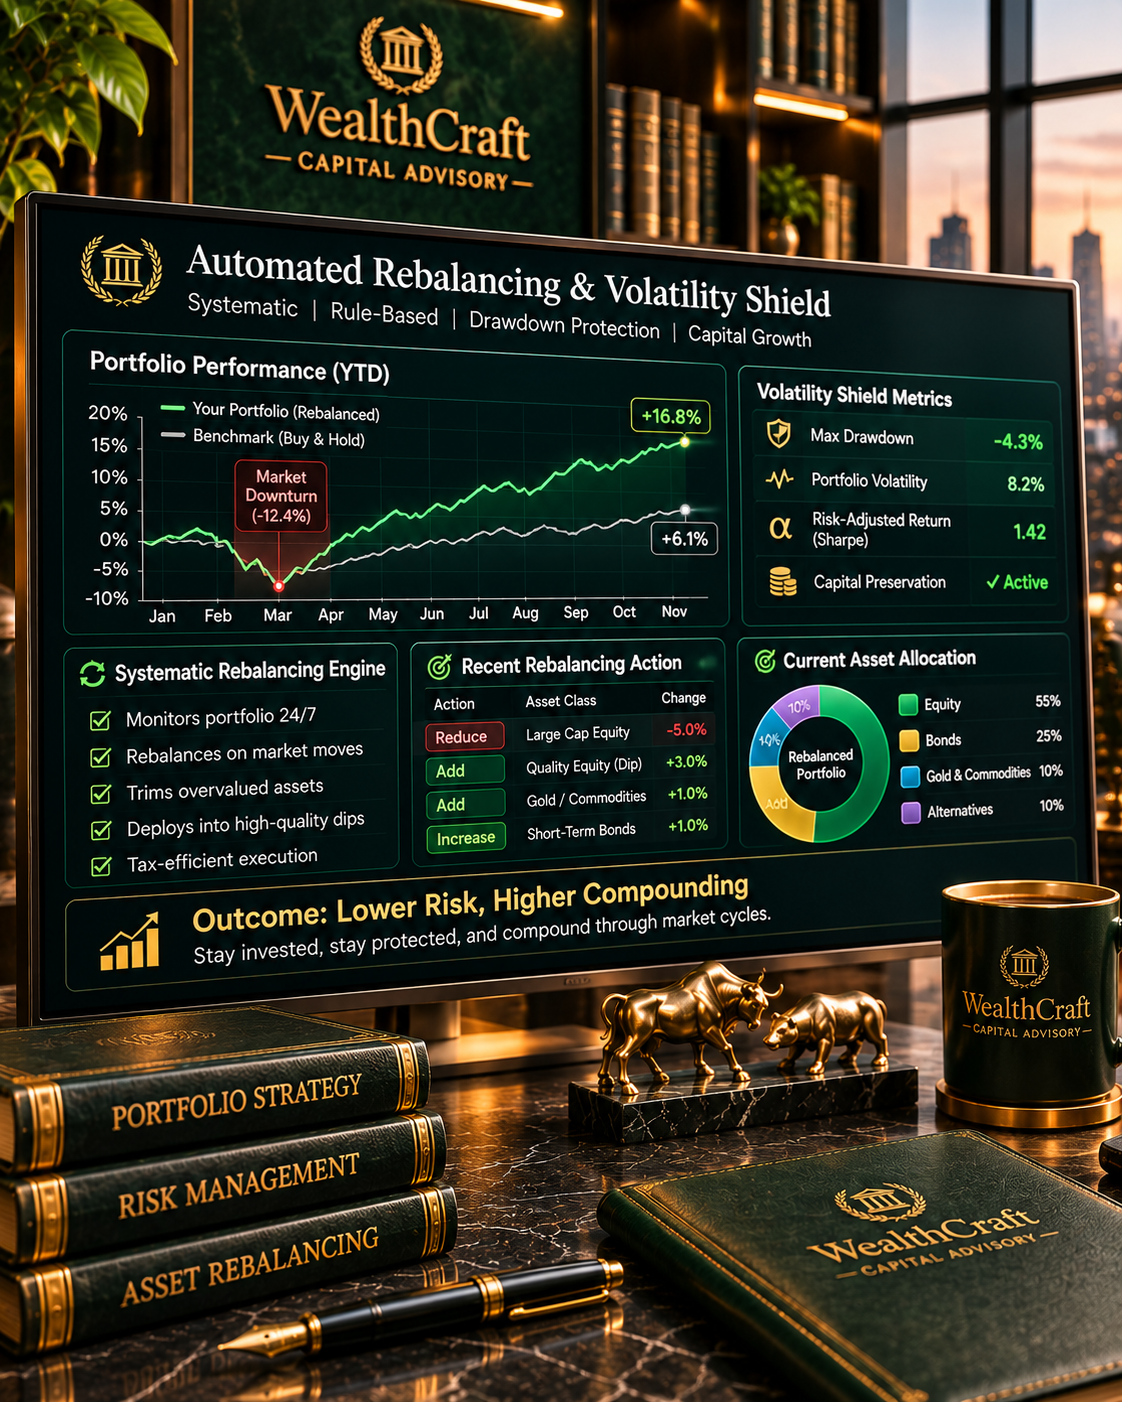 WealthCraft
CAPITAL ADVISORY
Automated Rebalancing & Volatility Shield
Systematic | Rule-Based | Drawdown Protection | Capital Growth
Portfolio Performance (YTD)
Your Portfolio (Rebalanced)
Benchmark (Buy & Hold)
20%
15%
10%
5%
0%
-5%
-10%
Market
Downturn
(-12.4%)
+16.8%
+6.1%
Jan Feb Mar Apr May Jun Jul Aug Sep Oct Nov
Volatility Shield Metrics
Max Drawdown -4.3%
Portfolio Volatility 8.2%
α Risk-Adjusted Return
(Sharpe) 1.42
Capital Preservation ✓ Active
Systematic Rebalancing Engine
Monitors portfolio 24/7
Rebalances on market moves
Trims overvalued assets
Deploys into high-quality dips
Tax-efficient execution
Recent Rebalancing Action
Action Asset Class Change
Reduce Large Cap Equity -5.0%
Add Quality Equity (Dip) +3.0%
Add Gold / Commodities +1.0%
Increase Short-Term Bonds +1.0%
Current Asset Allocation
10%
10%
Rebalanced
Portfolio
Equity 55%
Bonds 25%
Gold & Commodities 10%
Alternatives 10%
Outcome: Lower Risk, Higher Compounding
Stay invested, stay protected, and compound through market cycles.
WealthCraft
CAPITAL ADVISORY
PORTFOLIO STRATEGY
RISK MANAGEMENT
ASSET REBALANCING
WealthCraft
CAPITAL ADVISORY